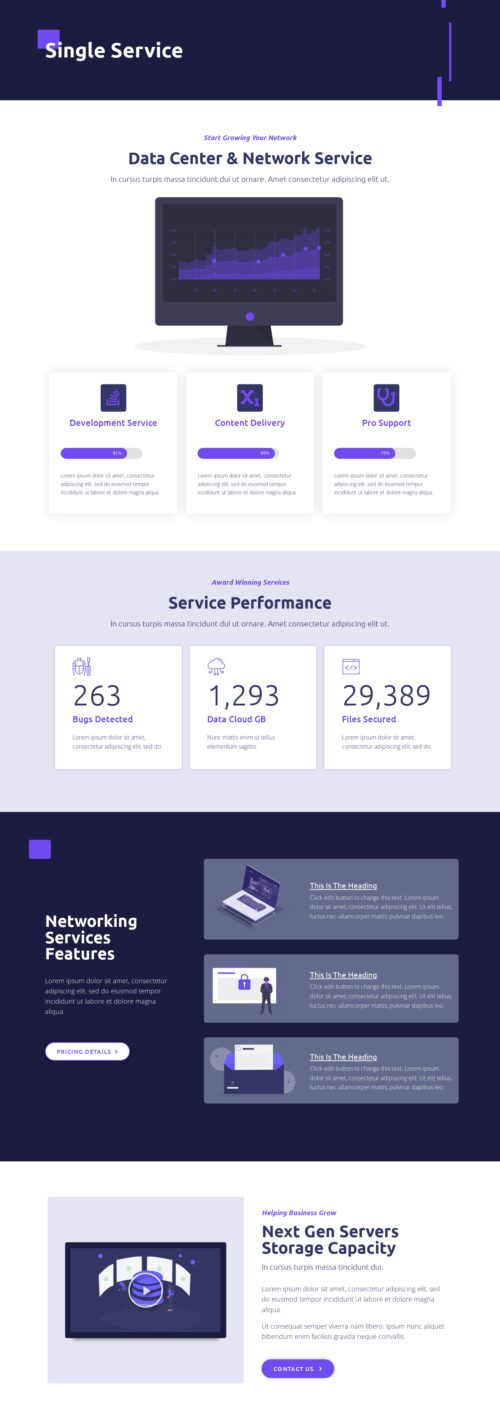 Single Service
Start Growing Your Network
Data Center & Network Service
In cursus turpis massa tincidunt dui ut ornare. Amet consectetur adipiscing elit ut.
Development Service
Content Delivery
Pro Support
81%
95%
75%
Lorem ipsum dolor sit amet, consectetur
adipiscing elit, sed do eiusmod tempor
incididunt ut labore et dolore magna aliqua.
Lorem ipsum dolor sit amet, consectetur
adipiscing elit, sed do eiusmod tempor
incididunt ut labore et dolore magna aliqua.
Lorem ipsum dolor sit amet, consectetur
adipiscing elit, sed do eiusmod tempor
incididunt ut labore et dolore magna aliqua.
Award Winning Services
Service Performance
In cursus turpis massa tincidunt dui ut ornare. Amet consectetur adipiscing elit ut.
263
Bugs Detected
Lorem ipsum dolor sit amet,
consectetur adipiscing elit, sed do.
1,293
Data Cloud GB
Nunc mattis enim ut tellus
elementum sagittis
29,389
Files Secured
Lorem ipsum dolor sit amet,
consectetur adipiscing elit, sed do
Networking
Services
Features
Lorem ipsum dolor sit amet, consectetur
adipiscing elit, sed do eiusmod tempor
incididunt ut labore et dolore magna
aliqua.
PRICING DETAILS
This Is The Heading
Click edit button to change this text. Lorem ipsum
dolor sit amet, consectetur adipiscing elit. Ut elit tellus,
luctus nec ullamcorper mattis, pulvinar dapibus leo.
This Is The Heading
Click edit button to change this text. Lorem ipsum
dolor sit amet, consectetur adipiscing elit. Ut elit tellus,
luctus nec ullamcorper mattis, pulvinar dapibus leo.
This Is The Heading
Click edit button to change this text. Lorem ipsum
dolor sit amet, consectetur adipiscing elit. Ut elit tellus,
luctus nec ullamcorper mattis, pulvinar dapibus leo.
Helping Business Grow
Next Gen Servers
Storage Capacity
In cursus turpis massa tincidunt dui.
Lorem ipsum dolor sit amet, consectetur adipiscing elit, sed
do eiusmod tempor incididunt ut labore et dolore magna
aliqua.
Ut consequat semper viverra nam libero. Ipsum nunc aliquet
bibendum enim facilisis gravida neque convallis.
CONTACT US